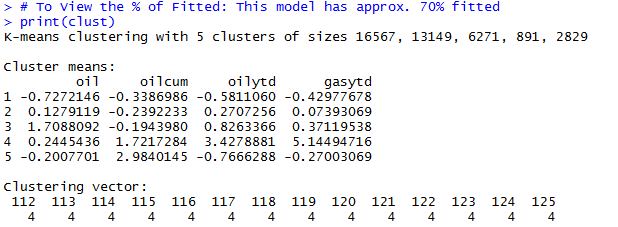 > # To View the % of Fitted: This model has approx. 70% fitted
> print(clust)
K-means clustering with 5 clusters of sizes 16567, 13149, 6271, 891, 2829
Cluster means:
oil oilcum oilytd gasytd
1 -0.7272146 -0.3386986 -0.5811060 -0.42977678
2 0.1279119 -0.2392233 0.2707256 0.07393069
3 1.7088092 -0.1943980 0.8263366 0.37119538
4 0.2445436 1.7217284 3.4278881 5.14494716
5 -0.2007701 2.9840145 -0.7666288 -0.27003069
Clustering vector:
112 113 114 115 116 117 118 119 120 121 122 123 124 125
4 4 4 4 4 4 4 4 4 4 4 4 4 4